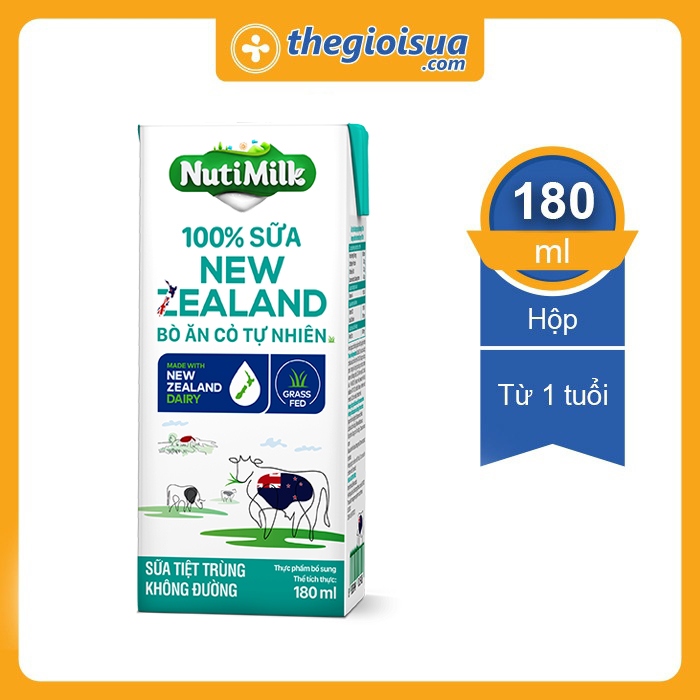 thegioisua
.com
NutiMilk
100% SỮA
NEW
ZEALAND
BÒ ĂN CỎ TỰ NHIÊN
MADE WITH
NEW
ZEALAND
DAIRY
GRASS
FED
SỮA TIỆT TRÙNG
KHÔNG ĐƯỜNG
Thực phẩm bổ sung
Thể tích thực:
180 ml
180
ml
Hộp
Từ 1 tuổi